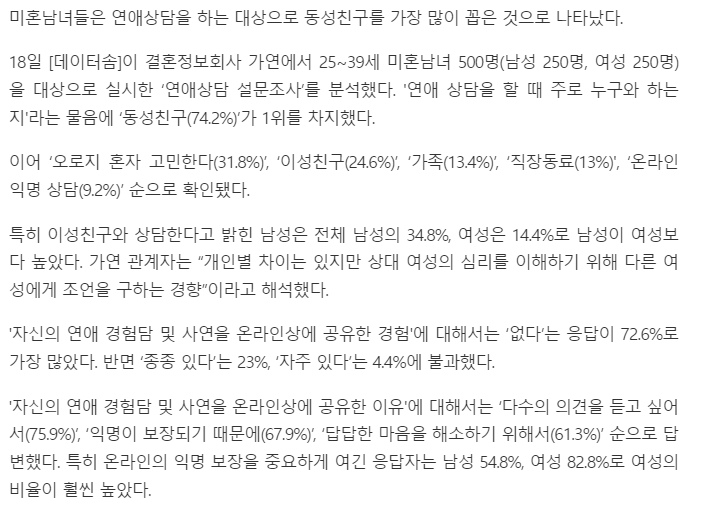 미혼남녀들은 연애상담을 하는 대상으로 동성친구를 가장 많이 꼽은 것으로 나타났다.
18일 [데이터솜]이 결혼정보회사 가연에서 25~39세 미혼남녀 500명(남성 250명, 여성 250명)
을 대상으로 실시한 ‘연애상담 설문조사’를 분석했다. '연애 상담을 할 때 주로 누구와 하는
지'라는 물음에 ‘동성친구(74.2%)’가 1위를 차지했다.
이어 ‘오로지 혼자 고민한다(31.8%)’, ‘이성친구(24.6%)’, ‘가족(13.4%)’, ‘직장동료(13%)', ‘온라인
익명 상담(9.2%)’ 순으로 확인됐다.
특히 이성친구와 상담한다고 밝힌 남성은 전체 남성의 34.8%, 여성은 14.4%로 남성이 여성보
다 높았다. 가연 관계자는 “개인별 차이는 있지만 상대 여성의 심리를 이해하기 위해 다른 여
성에게 조언을 구하는 경향”이라고 해석했다.
'자신의 연애 경험담 및 사연을 온라인상에 공유한 경험'에 대해서는 ‘없다’는 응답이 72.6%로
가장 많았다. 반면 ‘종종 있다’는 23%, ‘자주 있다’는 4.4%에 불과했다.
'자신의 연애 경험담 및 사연을 온라인상에 공유한 이유'에 대해서는 ‘다수의 의견을 듣고 싶어
서(75.9%)’, ‘익명이 보장되기 때문에(67.9%)’, ‘답답한 마음을 해소하기 위해서(61.3%)’ 순으로 답
변했다. 특히 온라인의 익명 보장을 중요하게 여긴 응답자는 남성 54.8%, 여성 82.8%로 여성의
비율이 훨씬 높았다.